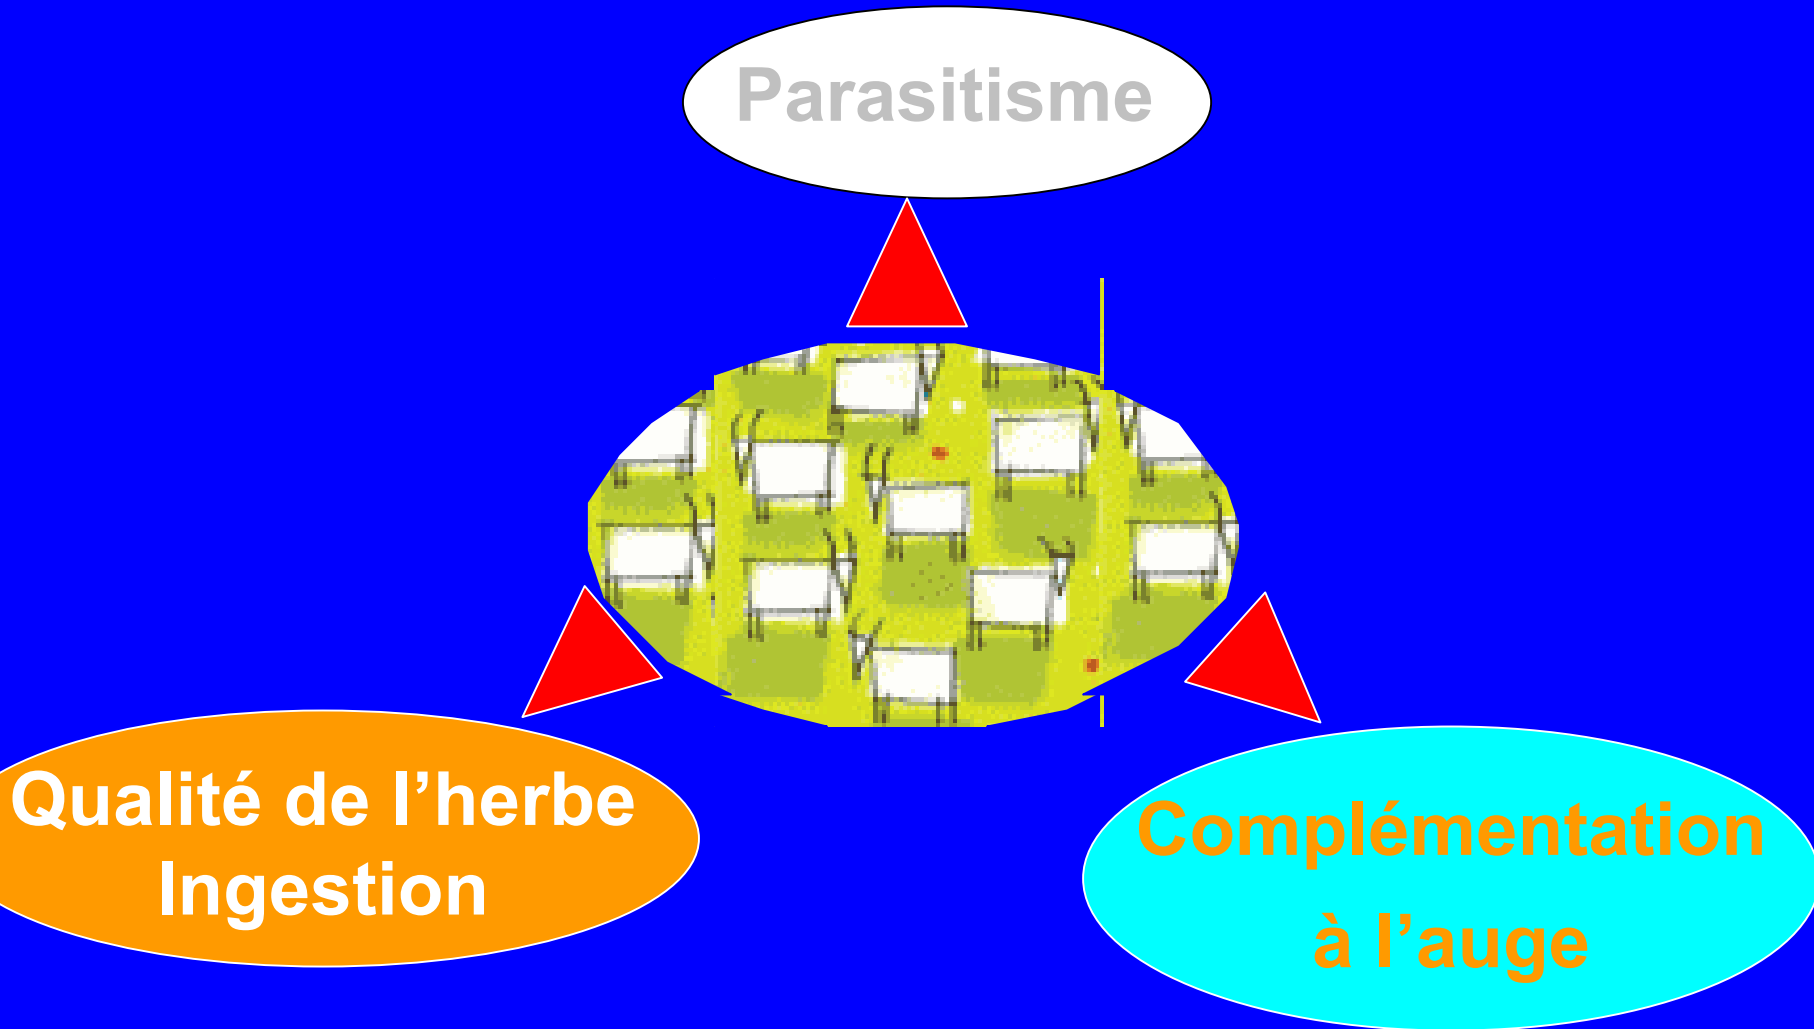 Parasitisme
Qualité de l’herbe
Ingestion
Complémentation
à l’auge